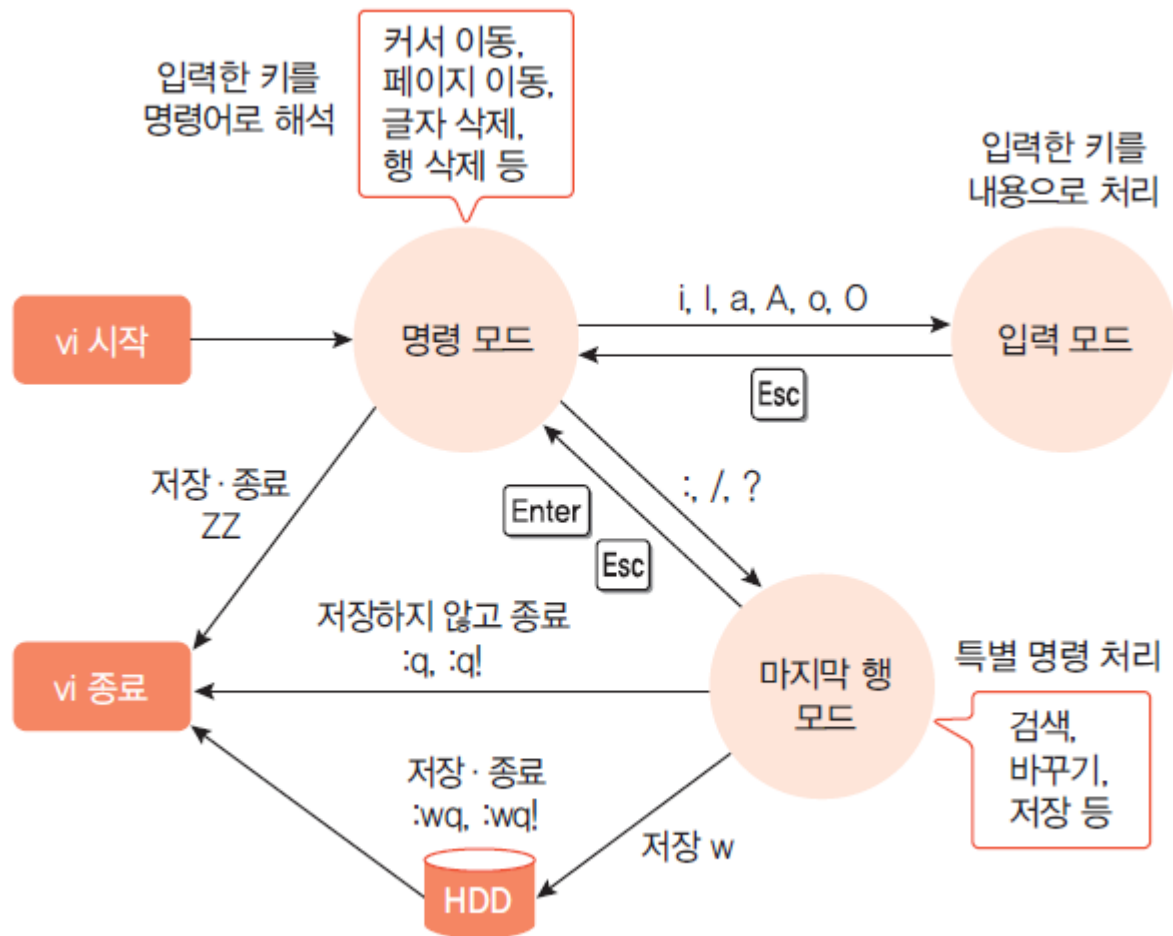 입력한 키를
명령어로 해석
커서 이동,
페이지 이동,
글자 삭제,
행 삭제 등
입력한 키를
내용으로 처리
vi 시작
명령 모드
i, I, a, A, o, O
Esc
입력 모드
저장 · 종료
ZZ
:, /, ?
Enter
Esc
저장하지 않고 종료
:q, :q!
vi 종료
마지막 행
모드
특별 명령 처리
검색,
바꾸기,
저장 등
저장 · 종료
:wq, :wq!
저장 w
HDD